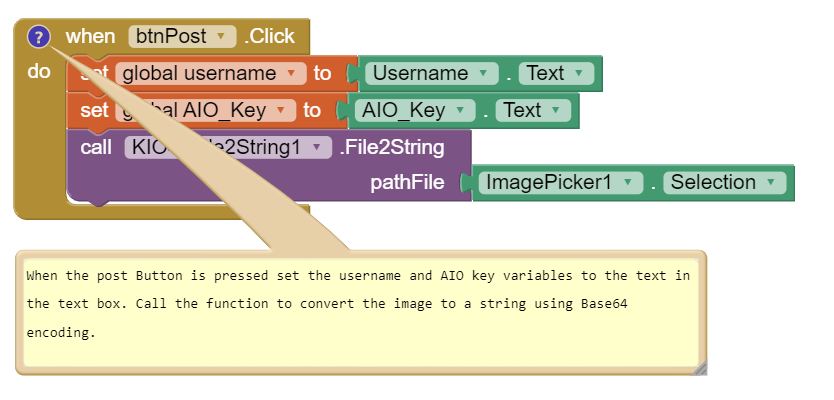 ? when btnPost .Click
do set global username to Username . Text
set global AIO_Key to AIO_Key . Text
call File2String1 .File2String
pathFile ImagePicker1 . Selection
When the post Button is pressed set the username and AIO key variables to the text in
the text box. Call the function to convert the image to a string using Base64
encoding.